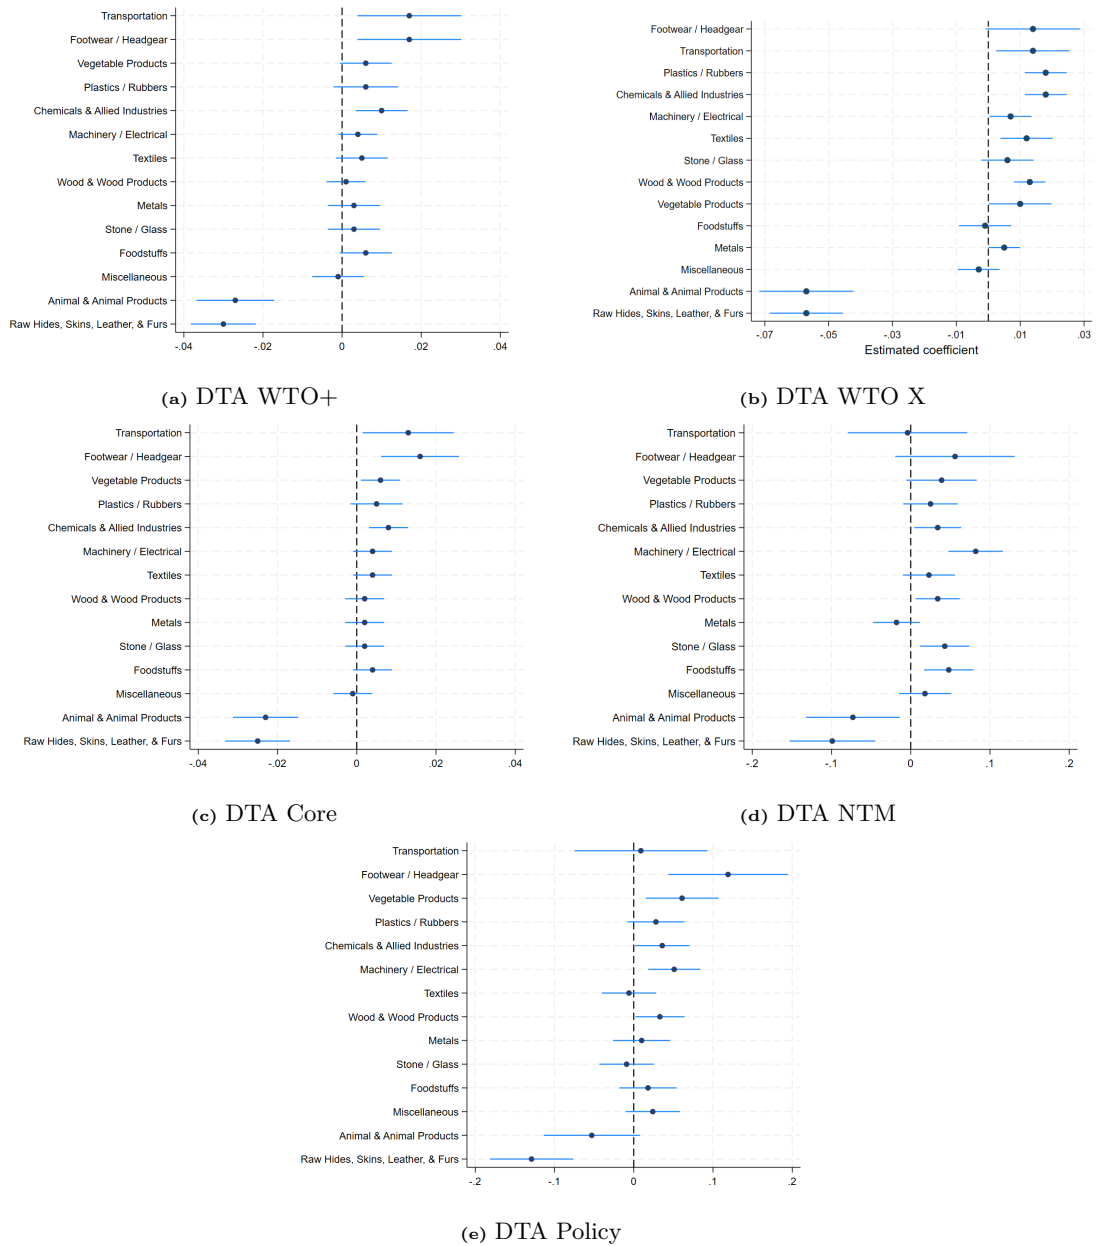 Transportation
Footwear / Headgear
Vegetable Products
Plastics / Rubbers
Chemicals & Allied Industries
Machinery / Electrical
Textiles
Wood & Wood Products
Metals
Stone / Glass
Foodstuffs
Miscellaneous
Animal & Animal Products
Raw Hides, Skins, Leather, & Furs
-.04 -.02 0 .02 .04
(a) DTA WTO+
Footwear / Headgear
Transportation
Plastics / Rubbers
Chemicals & Allied Industries
Machinery / Electrical
Textiles
Stone / Glass
Wood & Wood Products
Vegetable Products
Foodstuffs
Metals
Miscellaneous
Animal & Animal Products
Raw Hides, Skins, Leather, & Furs
-.07 -.05 -.03 -.01 .01 .03
Estimated coefficient
(b) DTA WTO X
Transportation
Footwear / Headgear
Vegetable Products
Plastics / Rubbers
Chemicals & Allied Industries
Machinery / Electrical
Textiles
Wood & Wood Products
Metals
Stone / Glass
Foodstuffs
Miscellaneous
Animal & Animal Products
Raw Hides, Skins, Leather, & Furs
-.04 -.02 0 .02 .04
(c) DTA Core
Transportation
Footwear / Headgear
Vegetable Products
Plastics / Rubbers
Chemicals & Allied Industries
Machinery / Electrical
Textiles
Wood & Wood Products
Metals
Stone / Glass
Foodstuffs
Miscellaneous
Animal & Animal Products
Raw Hides, Skins, Leather, & Furs
-.2 -.1 0 .1 .2
(d) DTA NTM
Transportation
Footwear / Headgear
Vegetable Products
Plastics / Rubbers
Chemicals & Allied Industries
Machinery / Electrical
Textiles
Wood & Wood Products
Metals
Stone / Glass
Foodstuffs
Miscellaneous
Animal & Animal Products
Raw Hides, Skins, Leather, & Furs
-.2 -.1 0 .1 .2
(e) DTA Policy